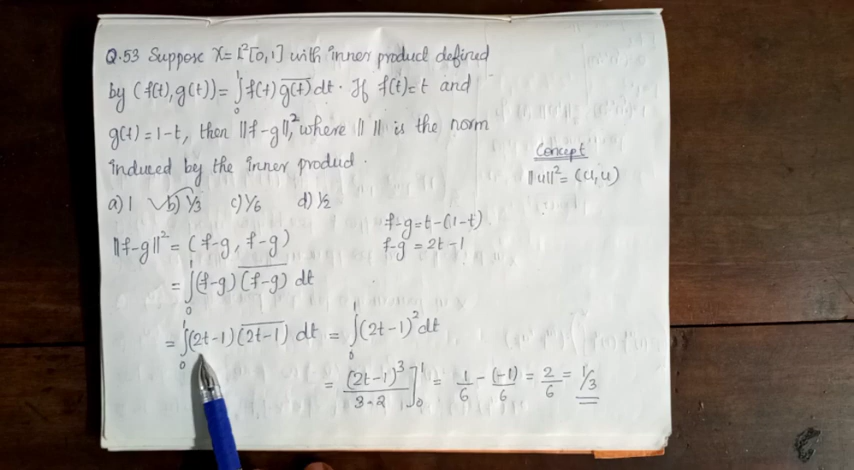 Q.53 Suppose X = L²[0,1] with inner product defined
by (f(t), g(t)) = ∫₀¹ f(t) \overline{g(t)} dt. If f(t)=t and
g(t) = 1-t, then ||f-g||², where || || is the norm
induced by the inner product.
Concept
||u||² = (u,u)
a) 1 b) 1/3 c) 1/6 d) 1/2
f-g = t-(1-t)
f-g = 2t-1
||f-g||² = (f-g, f-g)
= ∫₀¹ (f-g) \overline{(f-g)} dt
= ∫₀¹ (2t-1) \overline{(2t-1)} dt = ∫₀¹ (2t-1)² dt
= (2t-1)³/3·2 ]₀¹ = 1/6 - (-1)/6 = 2/6 = 1/3